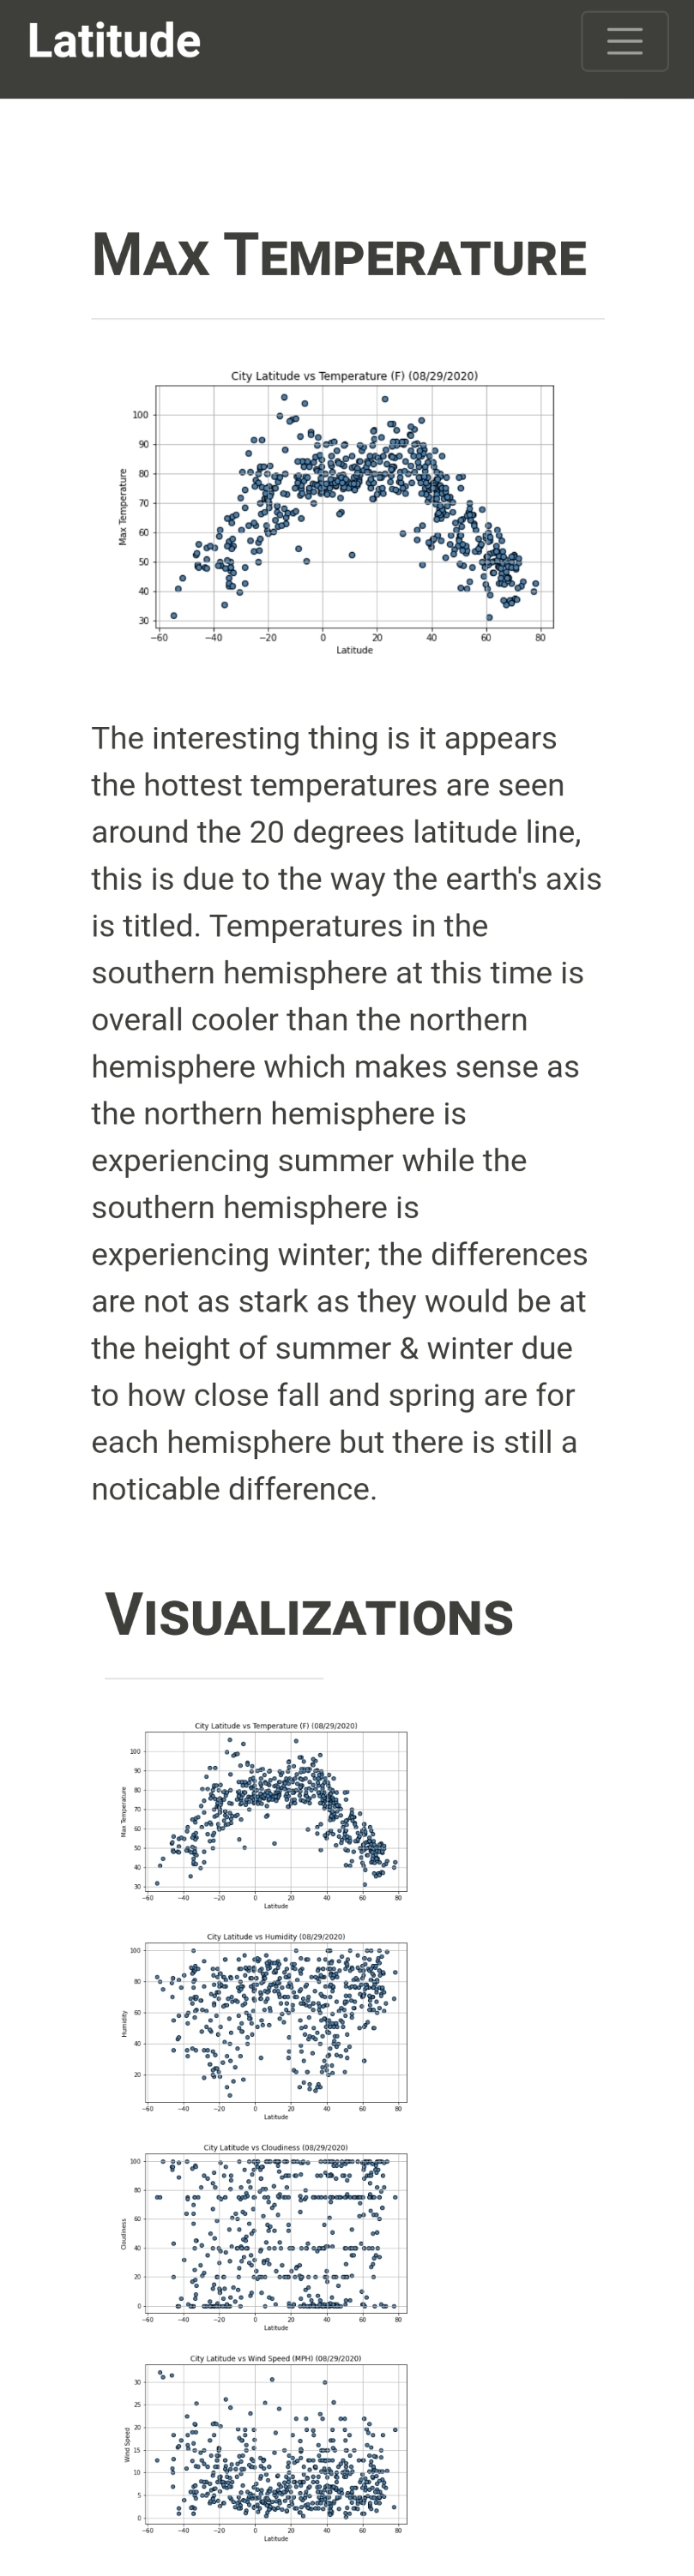 Latitude
Max Temperature
City Latitude vs Temperature (F) (08/29/2020)
100
90
80
70
60
50
40
30
Max Temperature
−60 −40 −20 0 20 40 60 80
Latitude
The interesting thing is it appears
the hottest temperatures are seen
around the 20 degrees latitude line,
this is due to the way the earth's axis
is titled. Temperatures in the
southern hemisphere at this time is
overall cooler than the northern
hemisphere which makes sense as
the northern hemisphere is
experiencing summer while the
southern hemisphere is
experiencing winter; the differences
are not as stark as they would be at
the height of summer & winter due
to how close fall and spring are for
each hemisphere but there is still a
noticable difference.
Visualizations
City Latitude vs Temperature (F) (08/29/2020)
100
90
80
70
60
50
40
30
Max Temperature
−60 −40 −20 0 20 40 60 80
Latitude
City Latitude vs Humidity (08/29/2020)
100
80
60
40
20
Humidity
−60 −40 −20 0 20 40 60 80
Latitude
City Latitude vs Cloudiness (08/29/2020)
100
80
60
40
20
0
Cloudiness
−60 −40 −20 0 20 40 60 80
Latitude
City Latitude vs Wind Speed (MPH) (08/29/2020)
30
25
20
15
10
5
0
Wind Speed
−60 −40 −20 0 20 40 60 80
Latitude